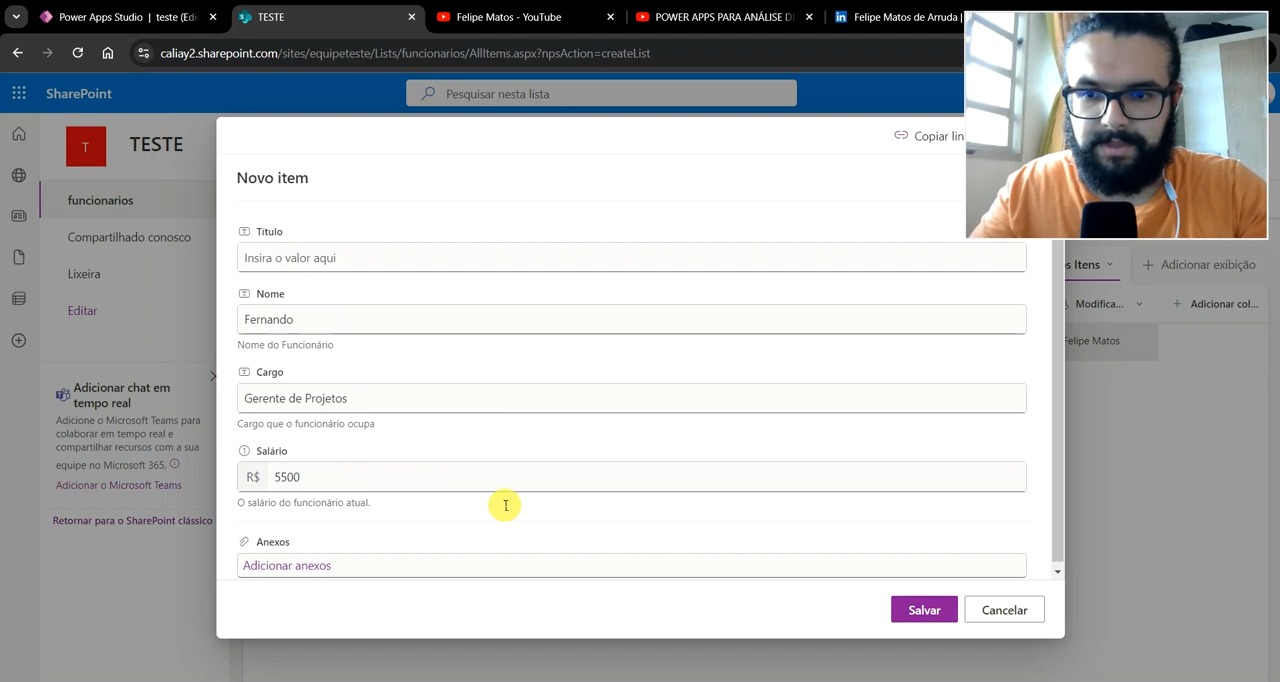 Power Apps Studio | teste (Edi
TESTE
Felipe Matos - YouTube
POWER APPS PARA ANÁLISE D
Felipe Matos de Arruda |
caliay2.sharepoint.com/sites/equipeteste/Lists/funcionarios/AllItems.aspx?npsAction=createList
SharePoint
Pesquisar nesta lista
T
TESTE
Copiar lin
funcionarios
Compartilhado conosco
Lixeira
Editar
Adicionar chat em
tempo real
Adicione o Microsoft Teams para
colaborar em tempo real e
compartilhar recursos com a sua
equipe no Microsoft 365.
Adicionar o Microsoft Teams
Retornar para o SharePoint clássico
Novo item
Título
Insira o valor aqui
Nome
Fernando
Nome do Funcionário
Cargo
Gerente de Projetos
Cargo que o funcionário ocupa
Salário
R$ 5500
O salário do funcionário atual.
Anexos
Adicionar anexos
Salvar
Cancelar
s Itens
Adicionar exibição
Modifica...
Adicionar col...
Felipe Matos